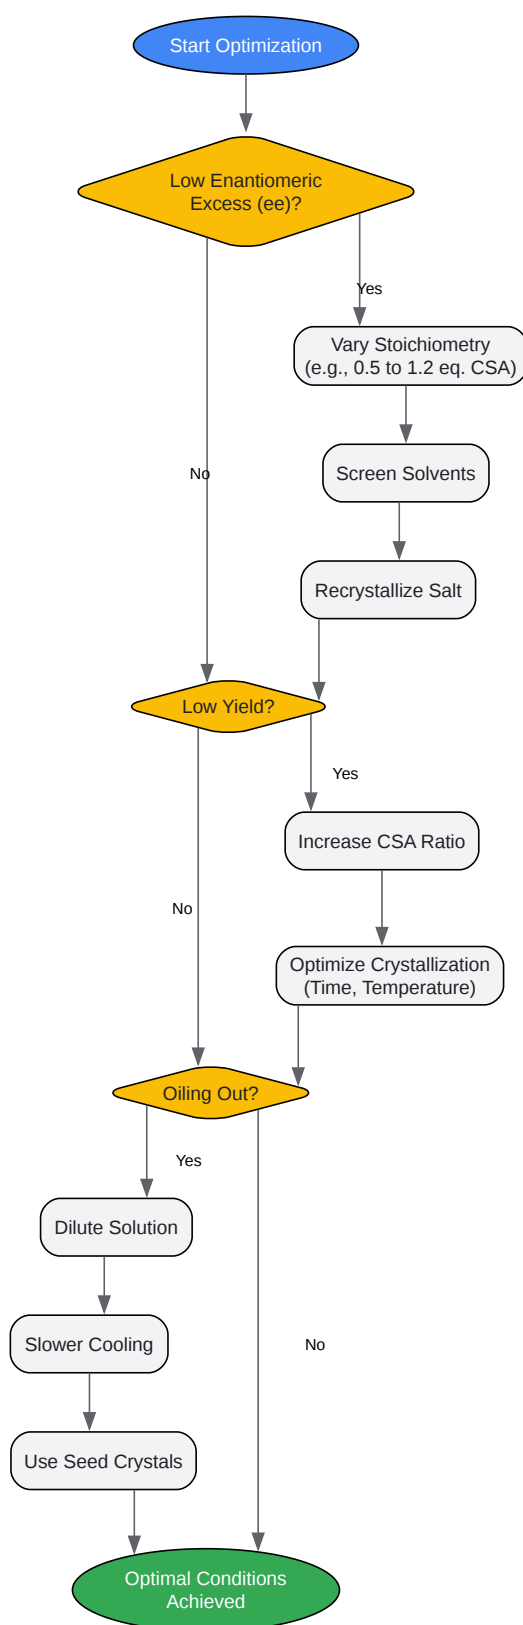 Start Optimization
Low Enantiomeric
Excess (ee)?
Yes
Vary Stoichiometry
(e.g., 0.5 to 1.2 eq. CSA)
No
Screen Solvents
Recrystallize Salt
Low Yield?
Yes
Increase CSA Ratio
No
Optimize Crystallization
(Time, Temperature)
Oiling Out?
Yes
Dilute Solution
Slower Cooling
No
Use Seed Crystals
Optimal Conditions
Achieved